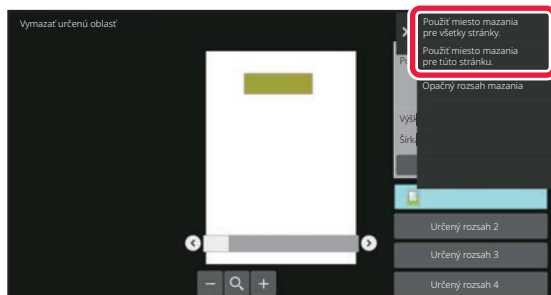 Vymazať určenú oblasť
Použiť miesto mazania
pre všetky stránky.
Použiť miesto mazania
pre túto stránku.
Opačný rozsah mazania
Určený rozsah 2
Určený rozsah 3
Určený rozsah 4